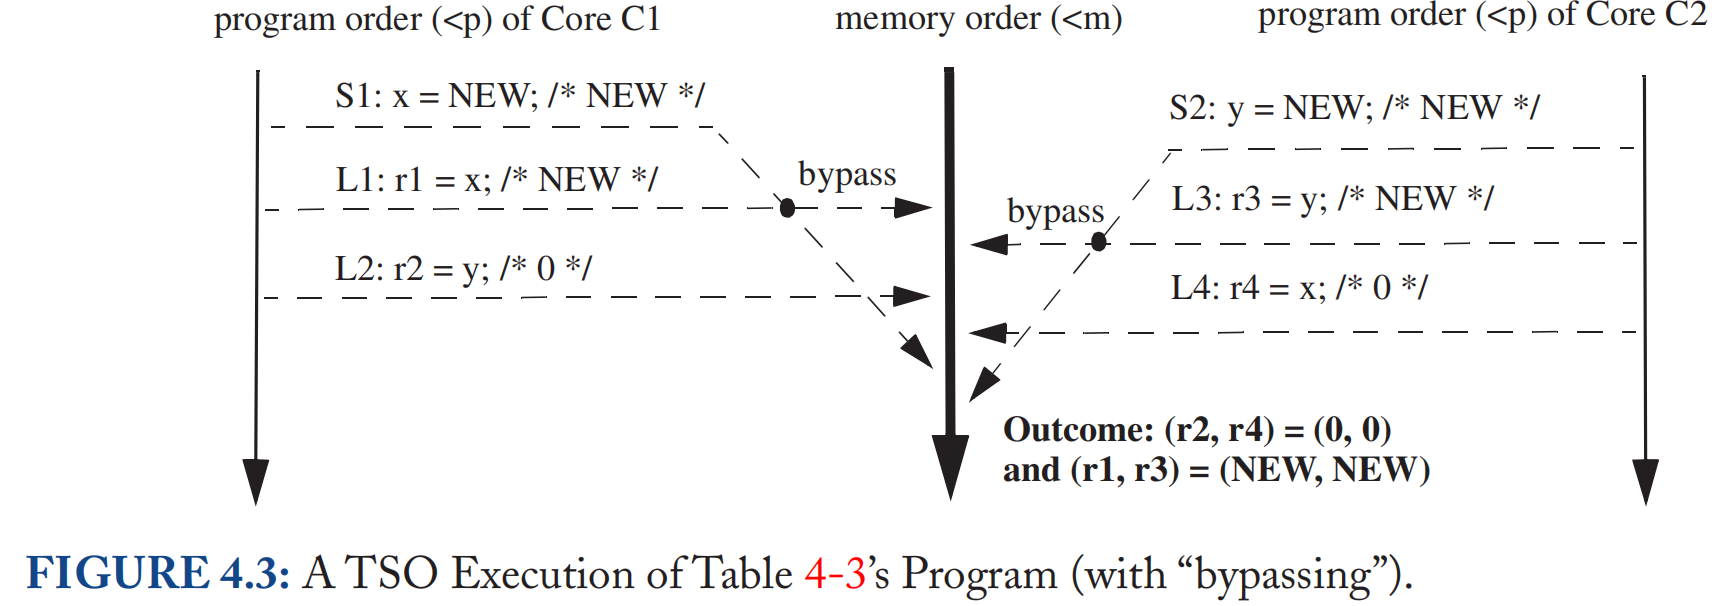 program order (<p) of Core C1
memory order (<m)
program order (<p) of Core C2
S1: x = NEW; /* NEW */
S2: y = NEW; /* NEW */
L1: r1 = x; /* NEW */
bypass
bypass
L3: r3 = y; /* NEW */
L2: r2 = y; /* 0 */
L4: r4 = x; /* 0 */
Outcome: (r2, r4) = (0, 0)
and (r1, r3) = (NEW, NEW)
FIGURE 4.3: A TSO Execution of Table 4-3’s Program (with “bypassing”).